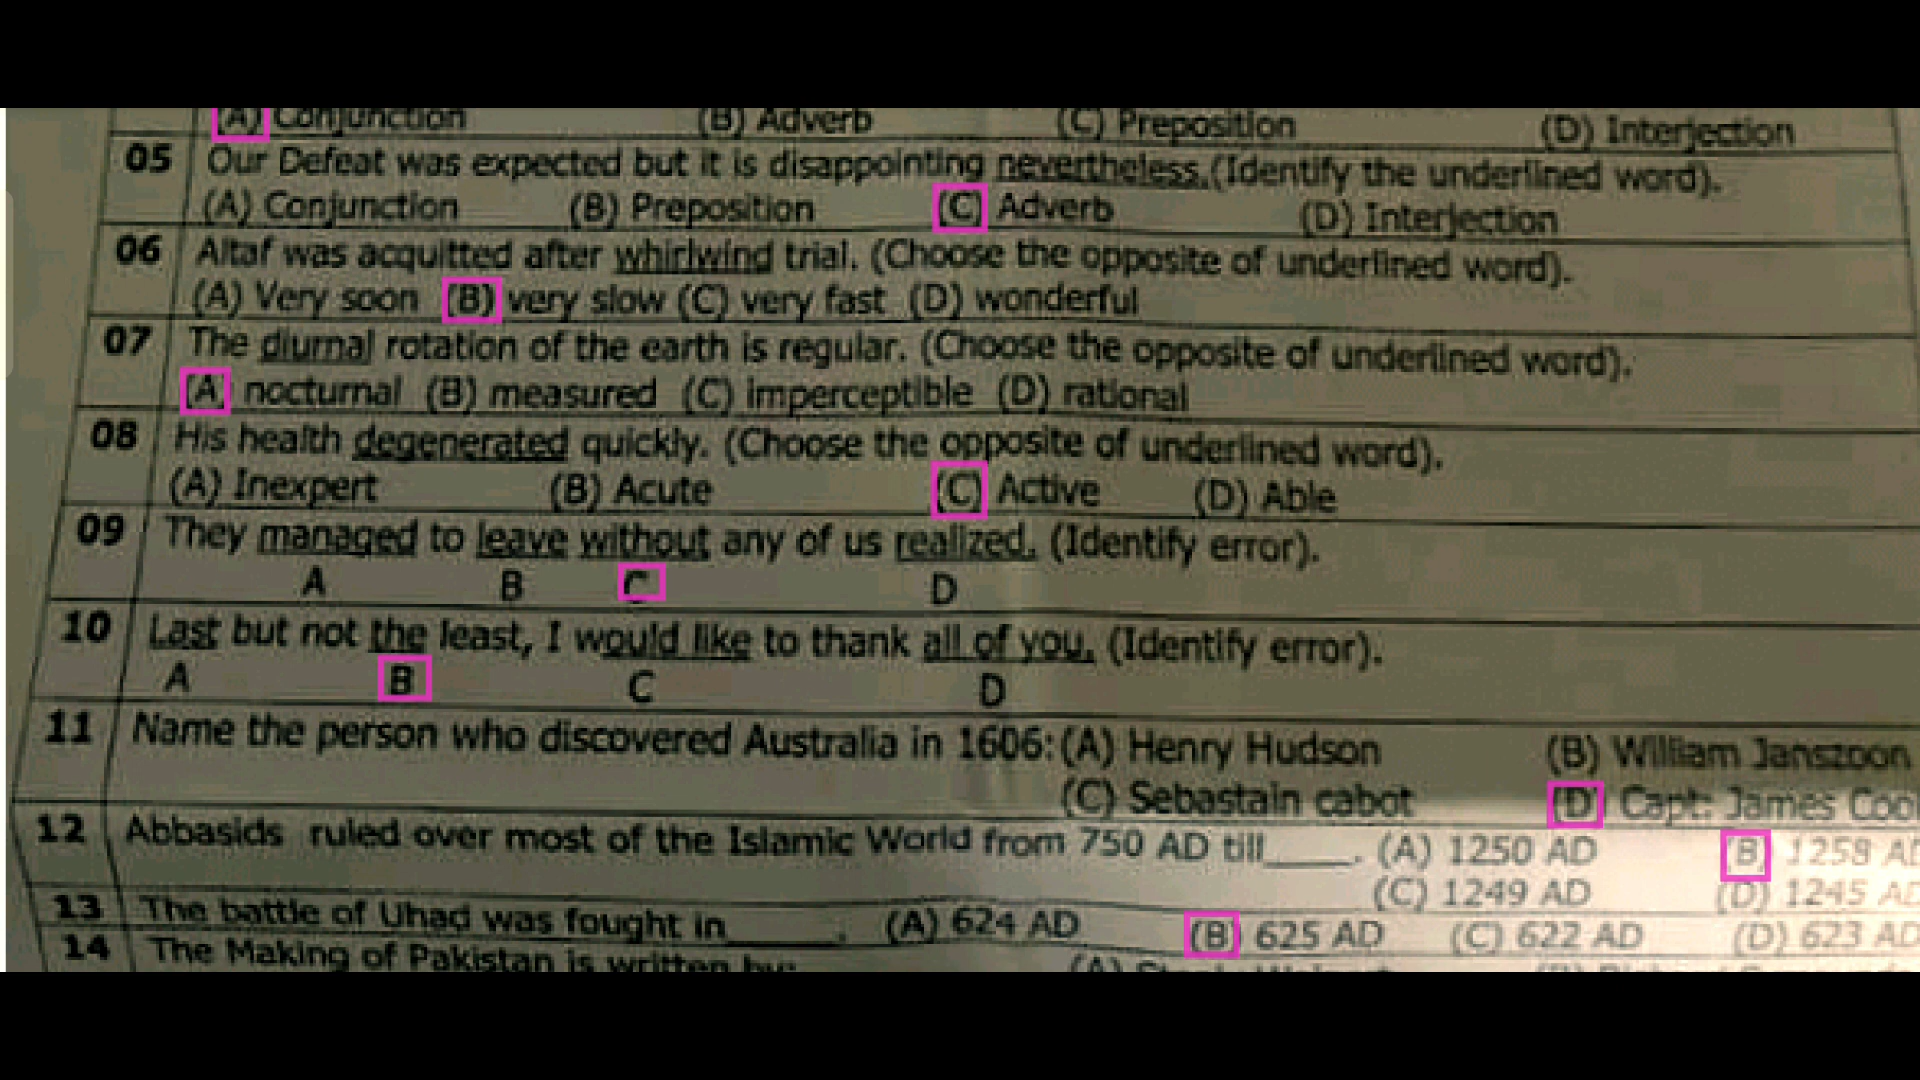 (A) Conjunction (B) Adverb (C) Preposition (D) Interjection
05 Our Defeat was expected but it is disappointing nevertheless.(Identify the underlined word).
(A) Conjunction (B) Preposition (C) Adverb (D) Interjection
06 Altaf was acquitted after whirlwind trial. (Choose the opposite of underlined word).
(A) Very soon (B) very slow (C) very fast (D) wonderful
07 The diurnal rotation of the earth is regular. (Choose the opposite of underlined word).
(A) nocturnal (B) measured (C) imperceptible (D) rational
08 His health degenerated quickly. (Choose the opposite of underlined word).
(A) Inexpert (B) Acute (C) Active (D) Able
09 They managed to leave without any of us realized. (Identify error).
A B C D
10 Last but not the least, I would like to thank all of you. (Identify error).
A B C D
11 Name the person who discovered Australia in 1606: (A) Henry Hudson (B) William Janszoon
(C) Sebastain cabot (D) Capt: James Coo
12 Abbasids ruled over most of the Islamic World from 750 AD till____. (A) 1250 AD (B) 1258 AD
(C) 1249 AD (D) 1245 AD
13 The battle of Uhad was fought in______. (A) 624 AD (B) 625 AD (C) 622 AD (D) 623 AD
14 The Making of Pakistan is written by: (A)